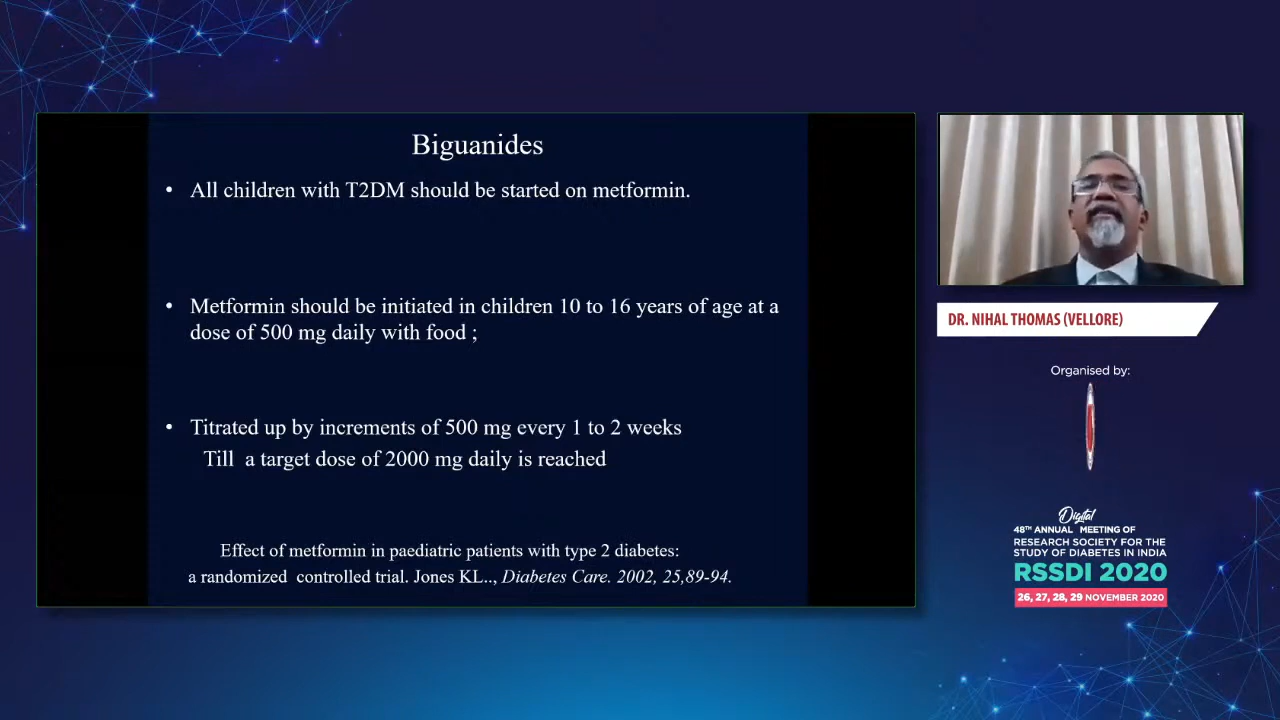 Biguanides
• All children with T2DM should be started on metformin.
• Metformin should be initiated in children 10 to 16 years of age at a
dose of 500 mg daily with food ;
• Titrated up by increments of 500 mg every 1 to 2 weeks
Till a target dose of 2000 mg daily is reached
Effect of metformin in paediatric patients with type 2 diabetes:
a randomized controlled trial. Jones KL.., Diabetes Care. 2002, 25,89-94.
DR. NIHAL THOMAS (VELLORE)
Organised by:
Digital
48TH ANNUAL MEETING OF
RESEARCH SOCIETY FOR THE
STUDY OF DIABETES IN INDIA
RSSDI 2020
26, 27, 28, 29 NOVEMBER 2020